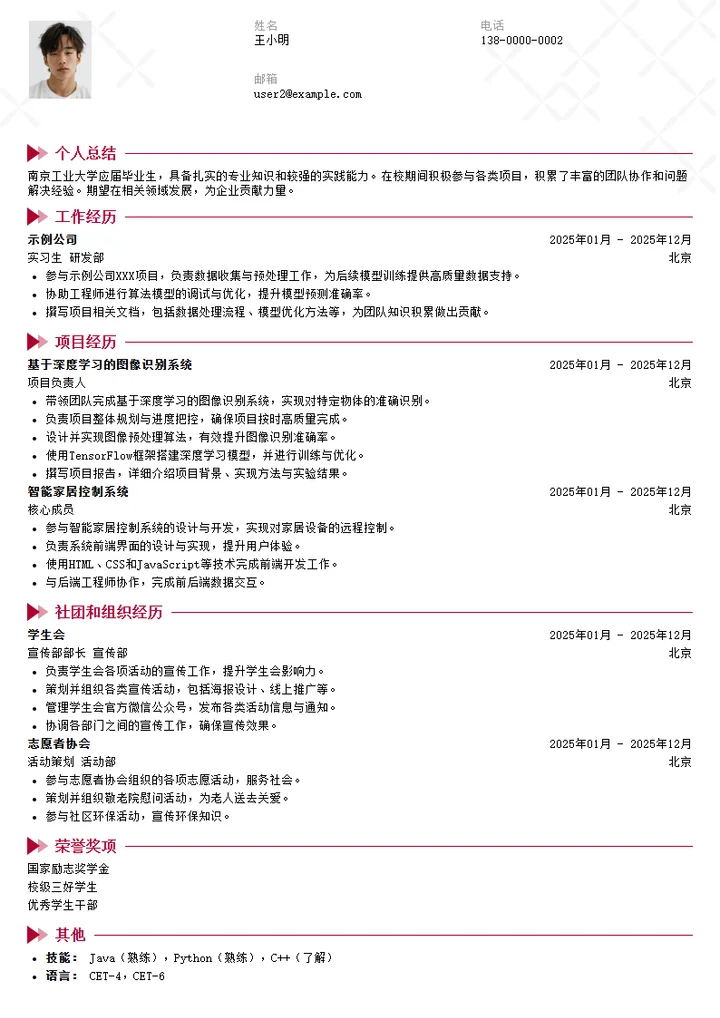 姓名
王小明
电话
138-0000-0002
邮箱
user2@example.com
个人总结
南京工业大学应届毕业生，具备扎实的专业知识和较强的实践能力。在校期间积极参与各类项目，积累了丰富的团队协作和问题
解决经验。期望在相关领域发展，为企业贡献力量。
工作经历
示例公司 2025年01月 - 2025年12月
实习生 研发部 北京
• 参与示例公司XXX项目，负责数据收集与预处理工作，为后续模型训练提供高质量数据支持。
• 协助工程师进行算法模型的调试与优化，提升模型预测准确率。
• 撰写项目相关文档，包括数据处理流程、模型优化方法等，为团队知识积累做出贡献。
项目经历
基于深度学习的图像识别系统 2025年01月 - 2025年12月
项目负责人 北京
• 带领团队完成基于深度学习的图像识别系统，实现对特定物体的准确识别。
• 负责项目整体规划与进度把控，确保项目按时高质量完成。
• 设计并实现图像预处理算法，有效提升图像识别准确率。
• 使用TensorFlow框架搭建深度学习模型，并进行训练与优化。
• 撰写项目报告，详细介绍项目背景、实现方法与实验结果。
智能家居控制系统 2025年01月 - 2025年12月
核心成员 北京
• 参与智能家居控制系统的设计与开发，实现对家居设备的远程控制。
• 负责系统前端界面的设计与实现，提升用户体验。
• 使用HTML、CSS和JavaScript等技术完成前端开发工作。
• 与后端工程师协作，完成前后端数据交互。
社团和组织经历
学生会 2025年01月 - 2025年12月
宣传部部长 宣传部 北京
• 负责学生会各项活动的宣传工作，提升学生会影响力。
• 策划并组织各类宣传活动，包括海报设计、线上推广等。
• 管理学生会官方微信公众号，发布各类活动信息与通知。
• 协调各部门之间的宣传工作，确保宣传效果。
志愿者协会 2025年01月 - 2025年12月
活动策划 活动部 北京
• 参与志愿者协会组织的各项志愿活动，服务社会。
• 策划并组织敬老院慰问活动，为老人送去关爱。
• 参与社区环保活动，宣传环保知识。
荣誉奖项
国家励志奖学金
校级三好学生
优秀学生干部
其他
• 技能： Java（熟练），Python（熟练），C++（了解）
• 语言： CET-4，CET-6